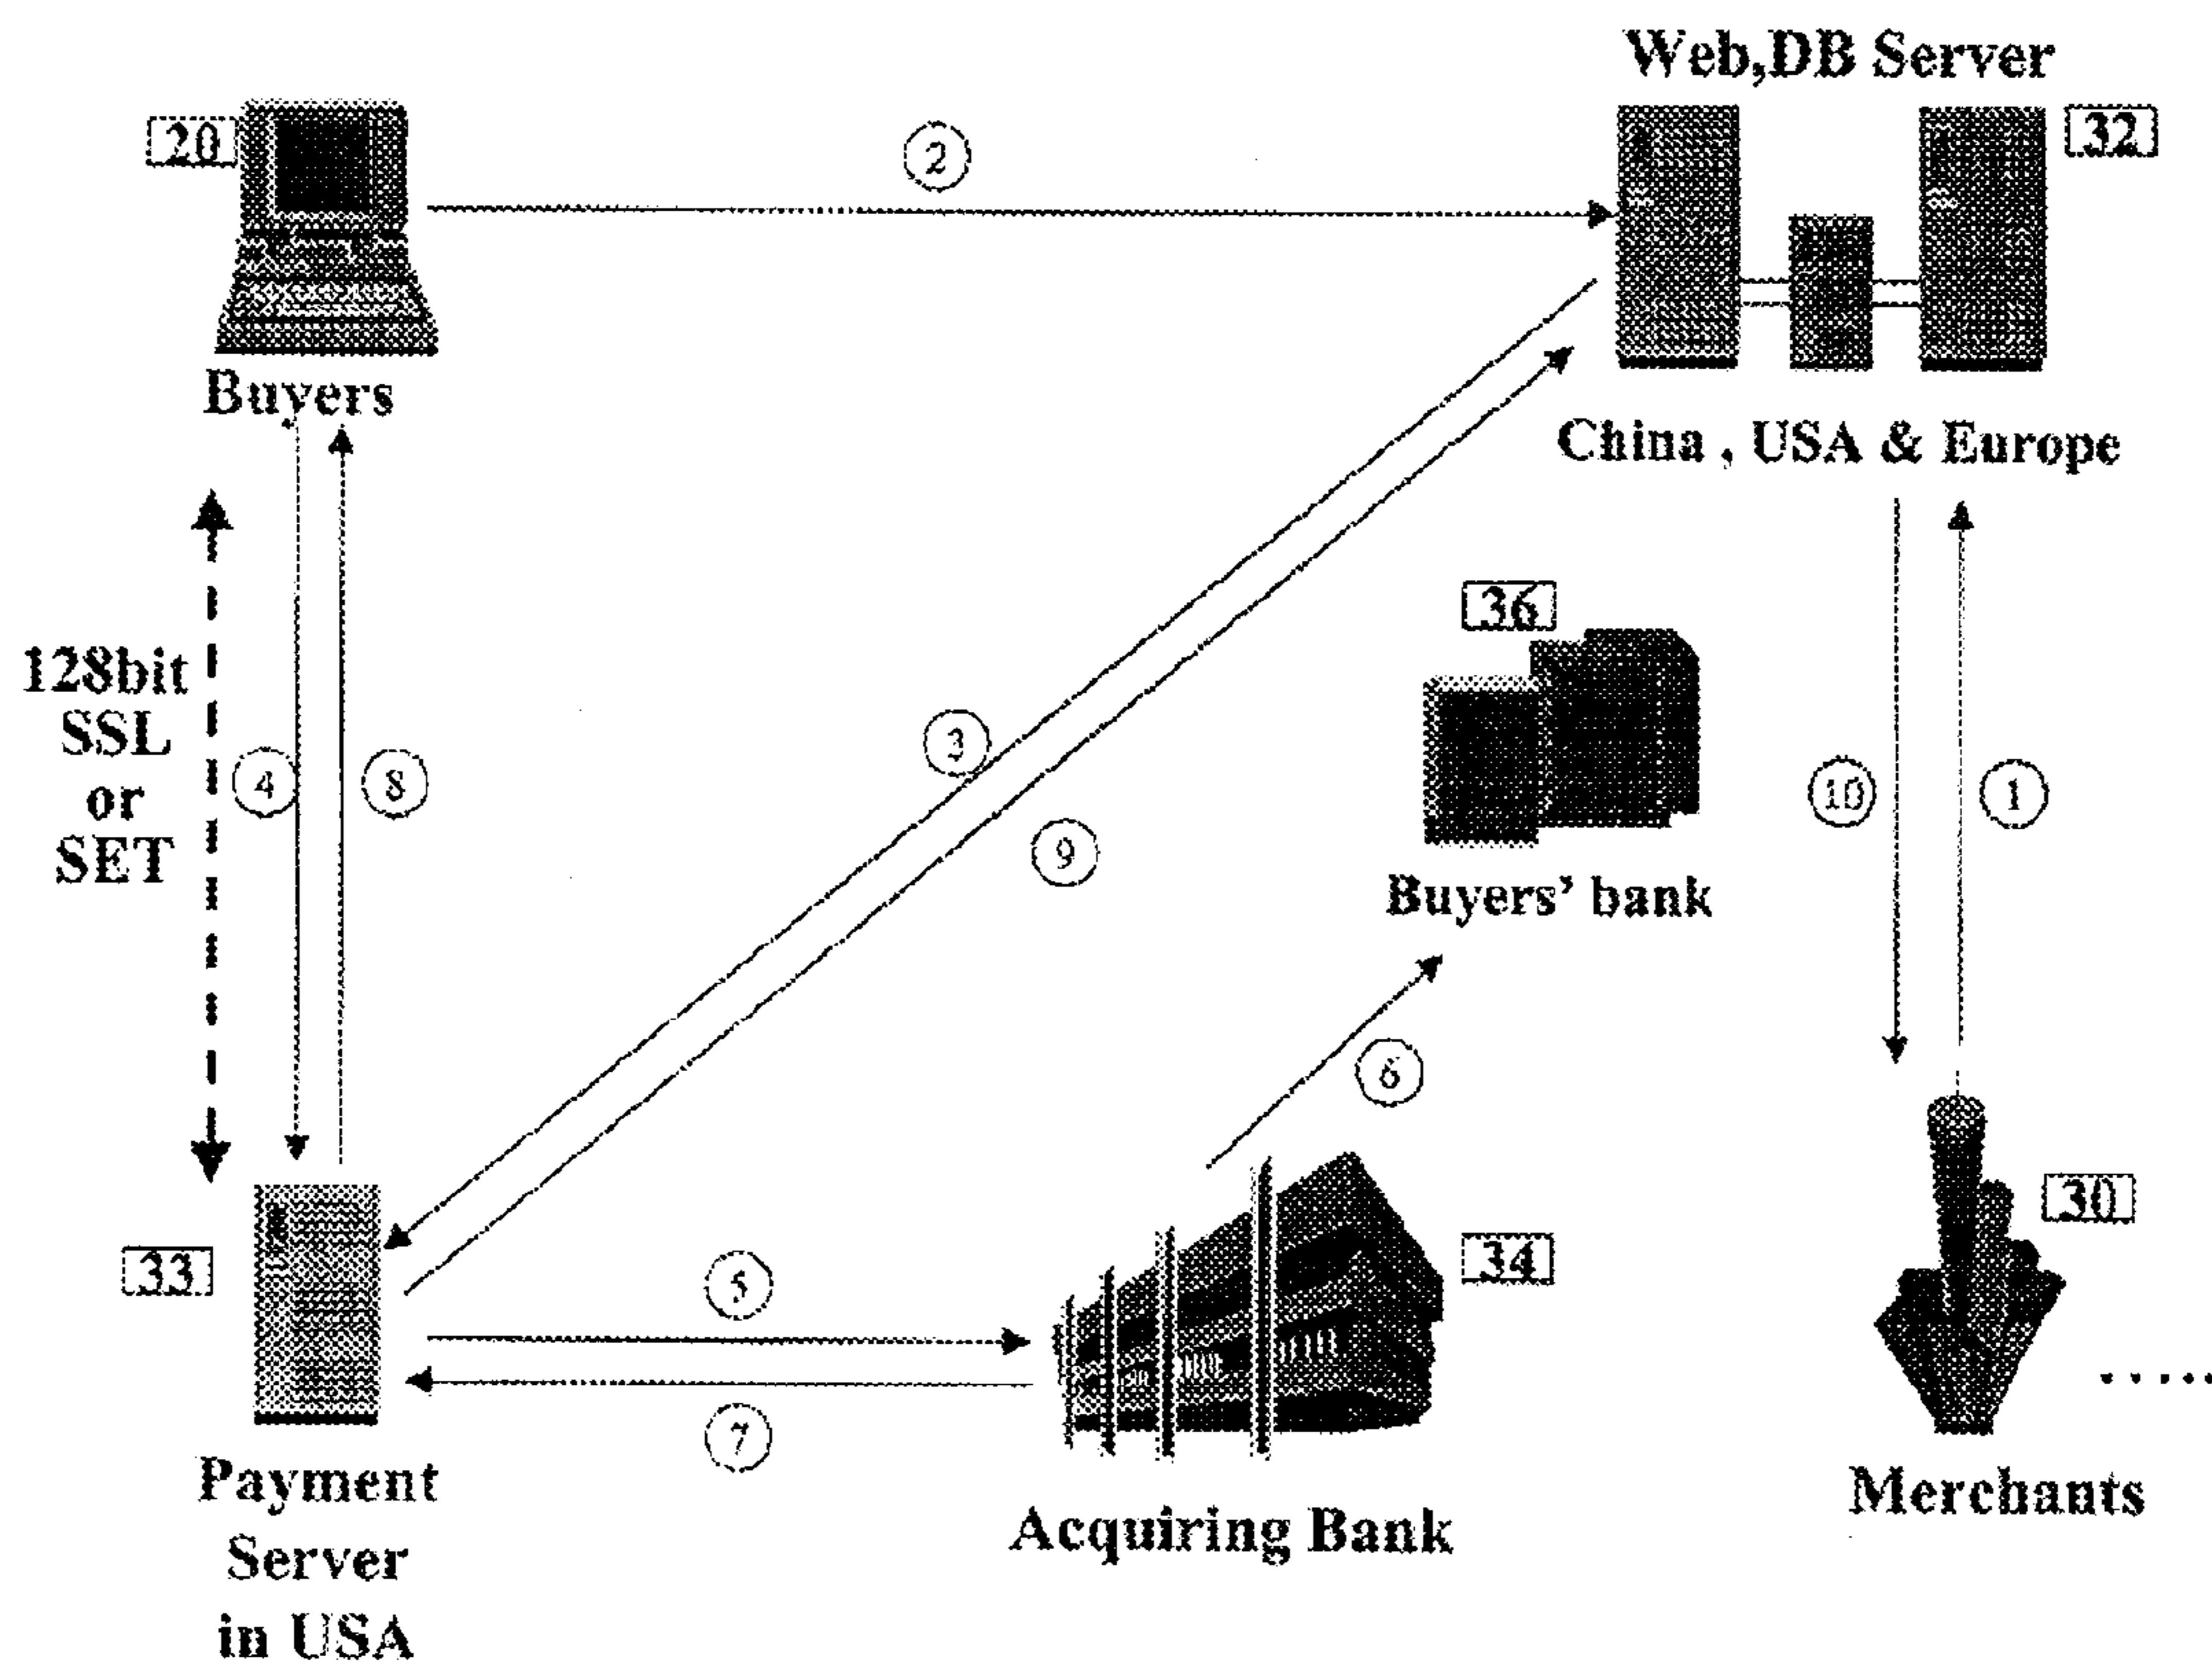 Web,DB Server
20
2
32
Buyers
China , USA & Europe
36
128bit
SSL
or
SET
3
4
8
10
1
9
Buyers' bank
6
30
33
5
34
7
Payment
Server
in USA
Acquiring Bank
Merchants
.....